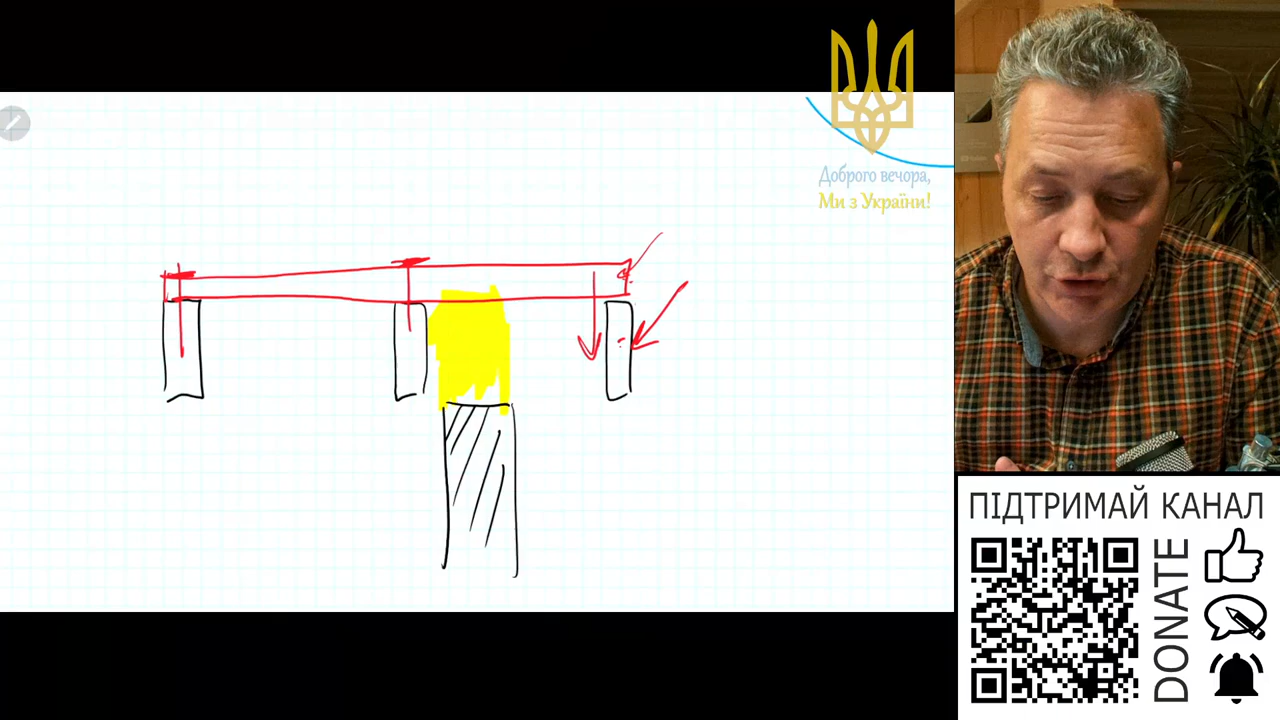 Доброго вечора,
Ми з України!
ПІДТРИМАЙ КАНАЛ
DONATE